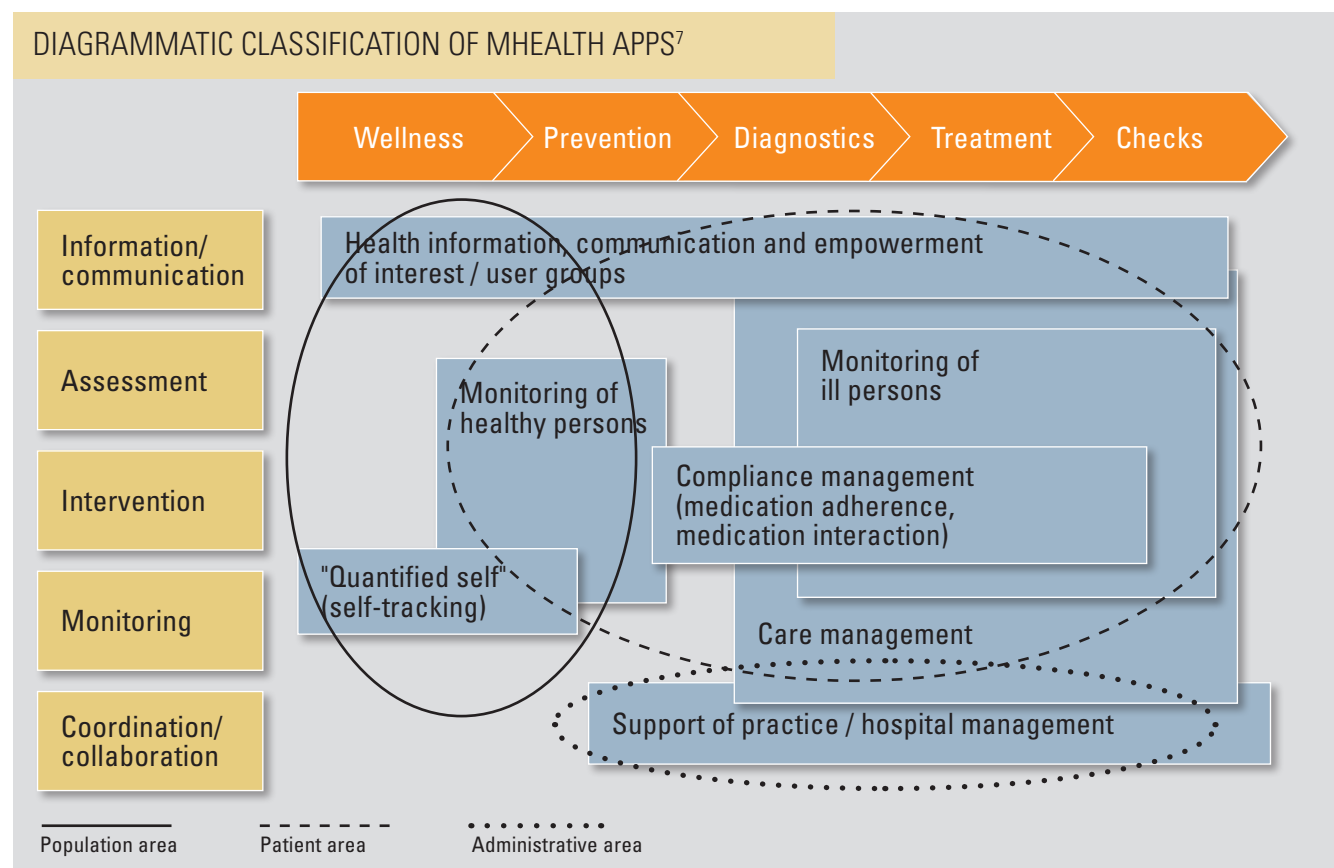 DIAGRAMMATIC CLASSIFICATION OF MHEALTH APPS⁷
Wellness
Prevention
Diagnostics
Treatment
Checks
Information/
communication
Health information, communication and empowerment
of interest / user groups
Assessment
Monitoring of
healthy persons
Monitoring of
ill persons
Intervention
Compliance management
(medication adherence,
medication interaction)
Monitoring
"Quantified self"
(self-tracking)
Care management
Coordination/
collaboration
Support of practice / hospital management
Population area
Patient area
Administrative area